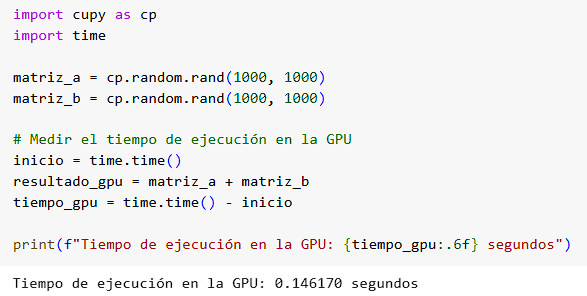 import cupy as cp
import time
matriz_a = cp.random.rand(1000, 1000)
matriz_b = cp.random.rand(1000, 1000)
# Medir el tiempo de ejecución en la GPU
inicio = time.time()
resultado_gpu = matriz_a + matriz_b
tiempo_gpu = time.time() - inicio
print(f"Tiempo de ejecución en la GPU: {tiempo_gpu:.6f} segundos")
Tiempo de ejecución en la GPU: 0.146170 segundos